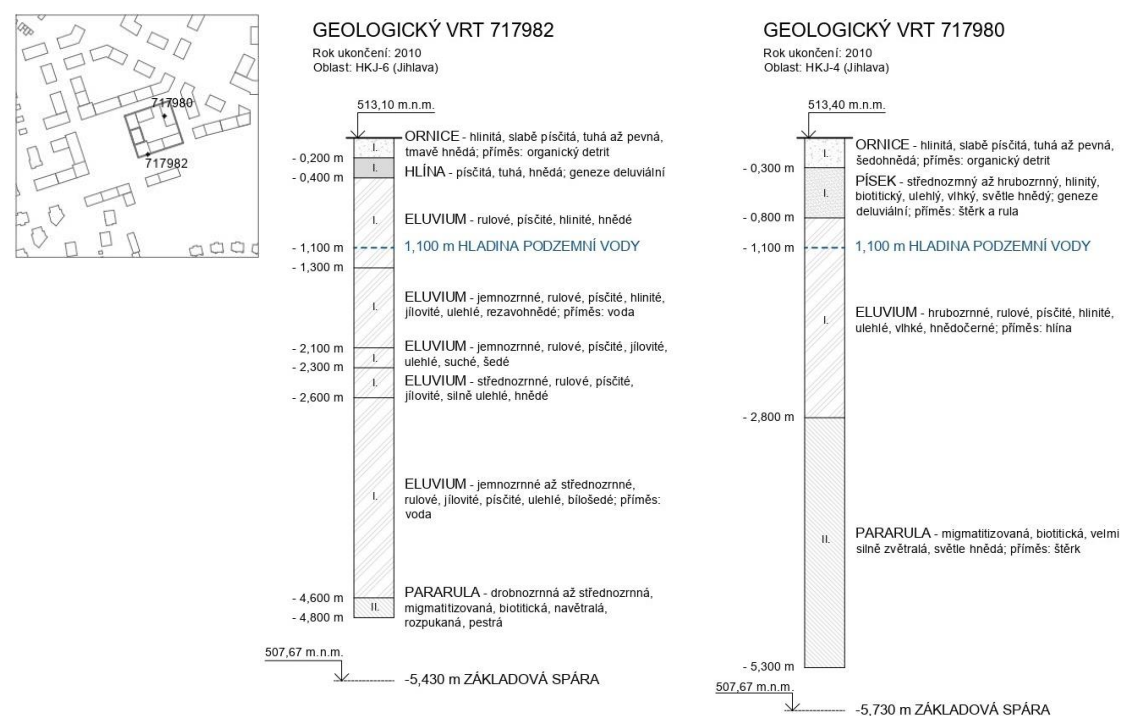 717980
717982
GEOLOGICKÝ VRT 717982
Rok ukončení: 2010
Oblast: HKJ-6 (Jihlava)
513,10 m.n.m.
I.
ORNICE - hlinitá, slabě písčitá, tuhá až pevná,
tmavě hnědá; příměs: organický detrit
- 0,200 m
I.
HLÍNA - písčitá, tuhá, hnědá; geneze deluviální
- 0,400 m
I.
ELUVIUM - rulové, písčité, hlinité, hnědé
- 1,100 m
1,100 m HLADINA PODZEMNÍ VODY
- 1,300 m
I.
ELUVIUM - jemnozrnné, rulové, písčité, hlinité,
jílovité, ulehlé, rezavohnědé; příměs: voda
- 2,100 m
I.
ELUVIUM - jemnozrnné, rulové, písčité, jílovité,
ulehlé, suché, šedé
- 2,300 m
I.
ELUVIUM - střednozrnné, rulové, písčité,
jílovité, silně ulehlé, hnědé
- 2,600 m
I.
ELUVIUM - jemnozrnné až střednozrnné,
rulové, jílovité, písčité, ulehlé, bílošedé; příměs:
voda
- 4,600 m
II.
PARARULA - drobnozrnná až střednozrnná,
migmatitizovaná, biotitická, navětralá,
rozpukaná, pestrá
- 4,800 m
507,67 m.n.m.
-5,430 m ZÁKLADOVÁ SPÁRA
GEOLOGICKÝ VRT 717980
Rok ukončení: 2010
Oblast: HKJ-4 (Jihlava)
513,40 m.n.m.
I.
ORNICE - hlinitá, slabě písčitá, tuhá až pevná,
šedohnědá; příměs: organický detrit
- 0,300 m
I.
PÍSEK - střednozmný až hrubozrnný, hlinitý,
biotitický, ulehlý, vlhký, světle hnědý; geneze
deluviální; příměs: štěrk a rula
- 0,800 m
- 1,100 m
1,100 m HLADINA PODZEMNÍ VODY
I.
ELUVIUM - hrubozrnné, rulové, písčité, hlinité,
ulehlé, vlhké, hnědočerné; příměs: hlína
- 2,800 m
II.
PARARULA - migmatitizovaná, biotitická, velmi
silně zvětralá, světle hnědá; příměs: štěrk
- 5,300 m
507,67 m.n.m.
-5,730 m ZÁKLADOVÁ SPÁRA